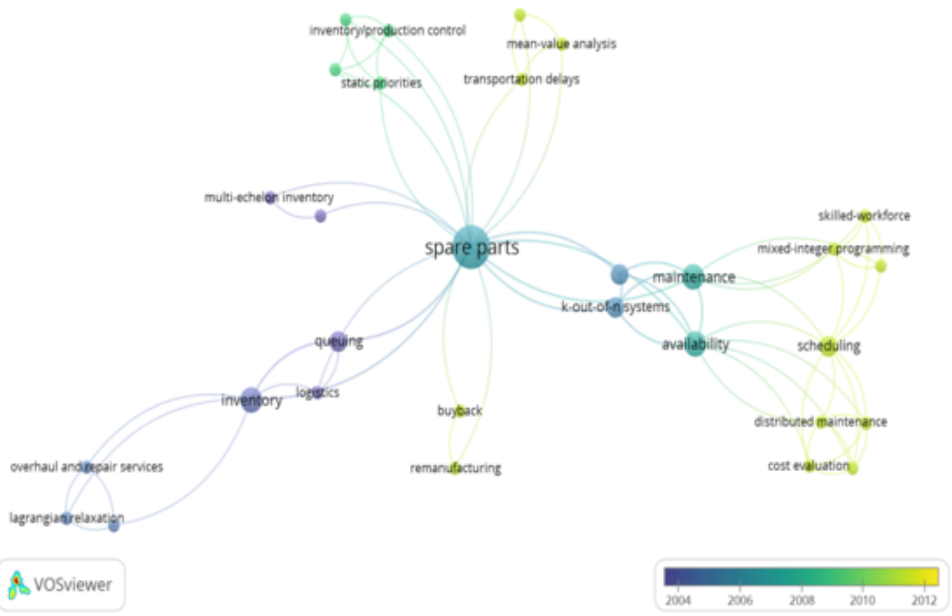 inventory/production control
mean-value analysis
transportation delays
static priorities
multi-echelon inventory
skilled-workforce
spare parts
mixed-integer programming
maintenance
k-out-of-n systems
queuing
availability
scheduling
logistics
inventory
buyback
distributed maintenance
overhaul and repair services
remanufacturing
cost evaluation
lagrangian relaxation
VOSviewer
2004 2006 2008 2010 2012